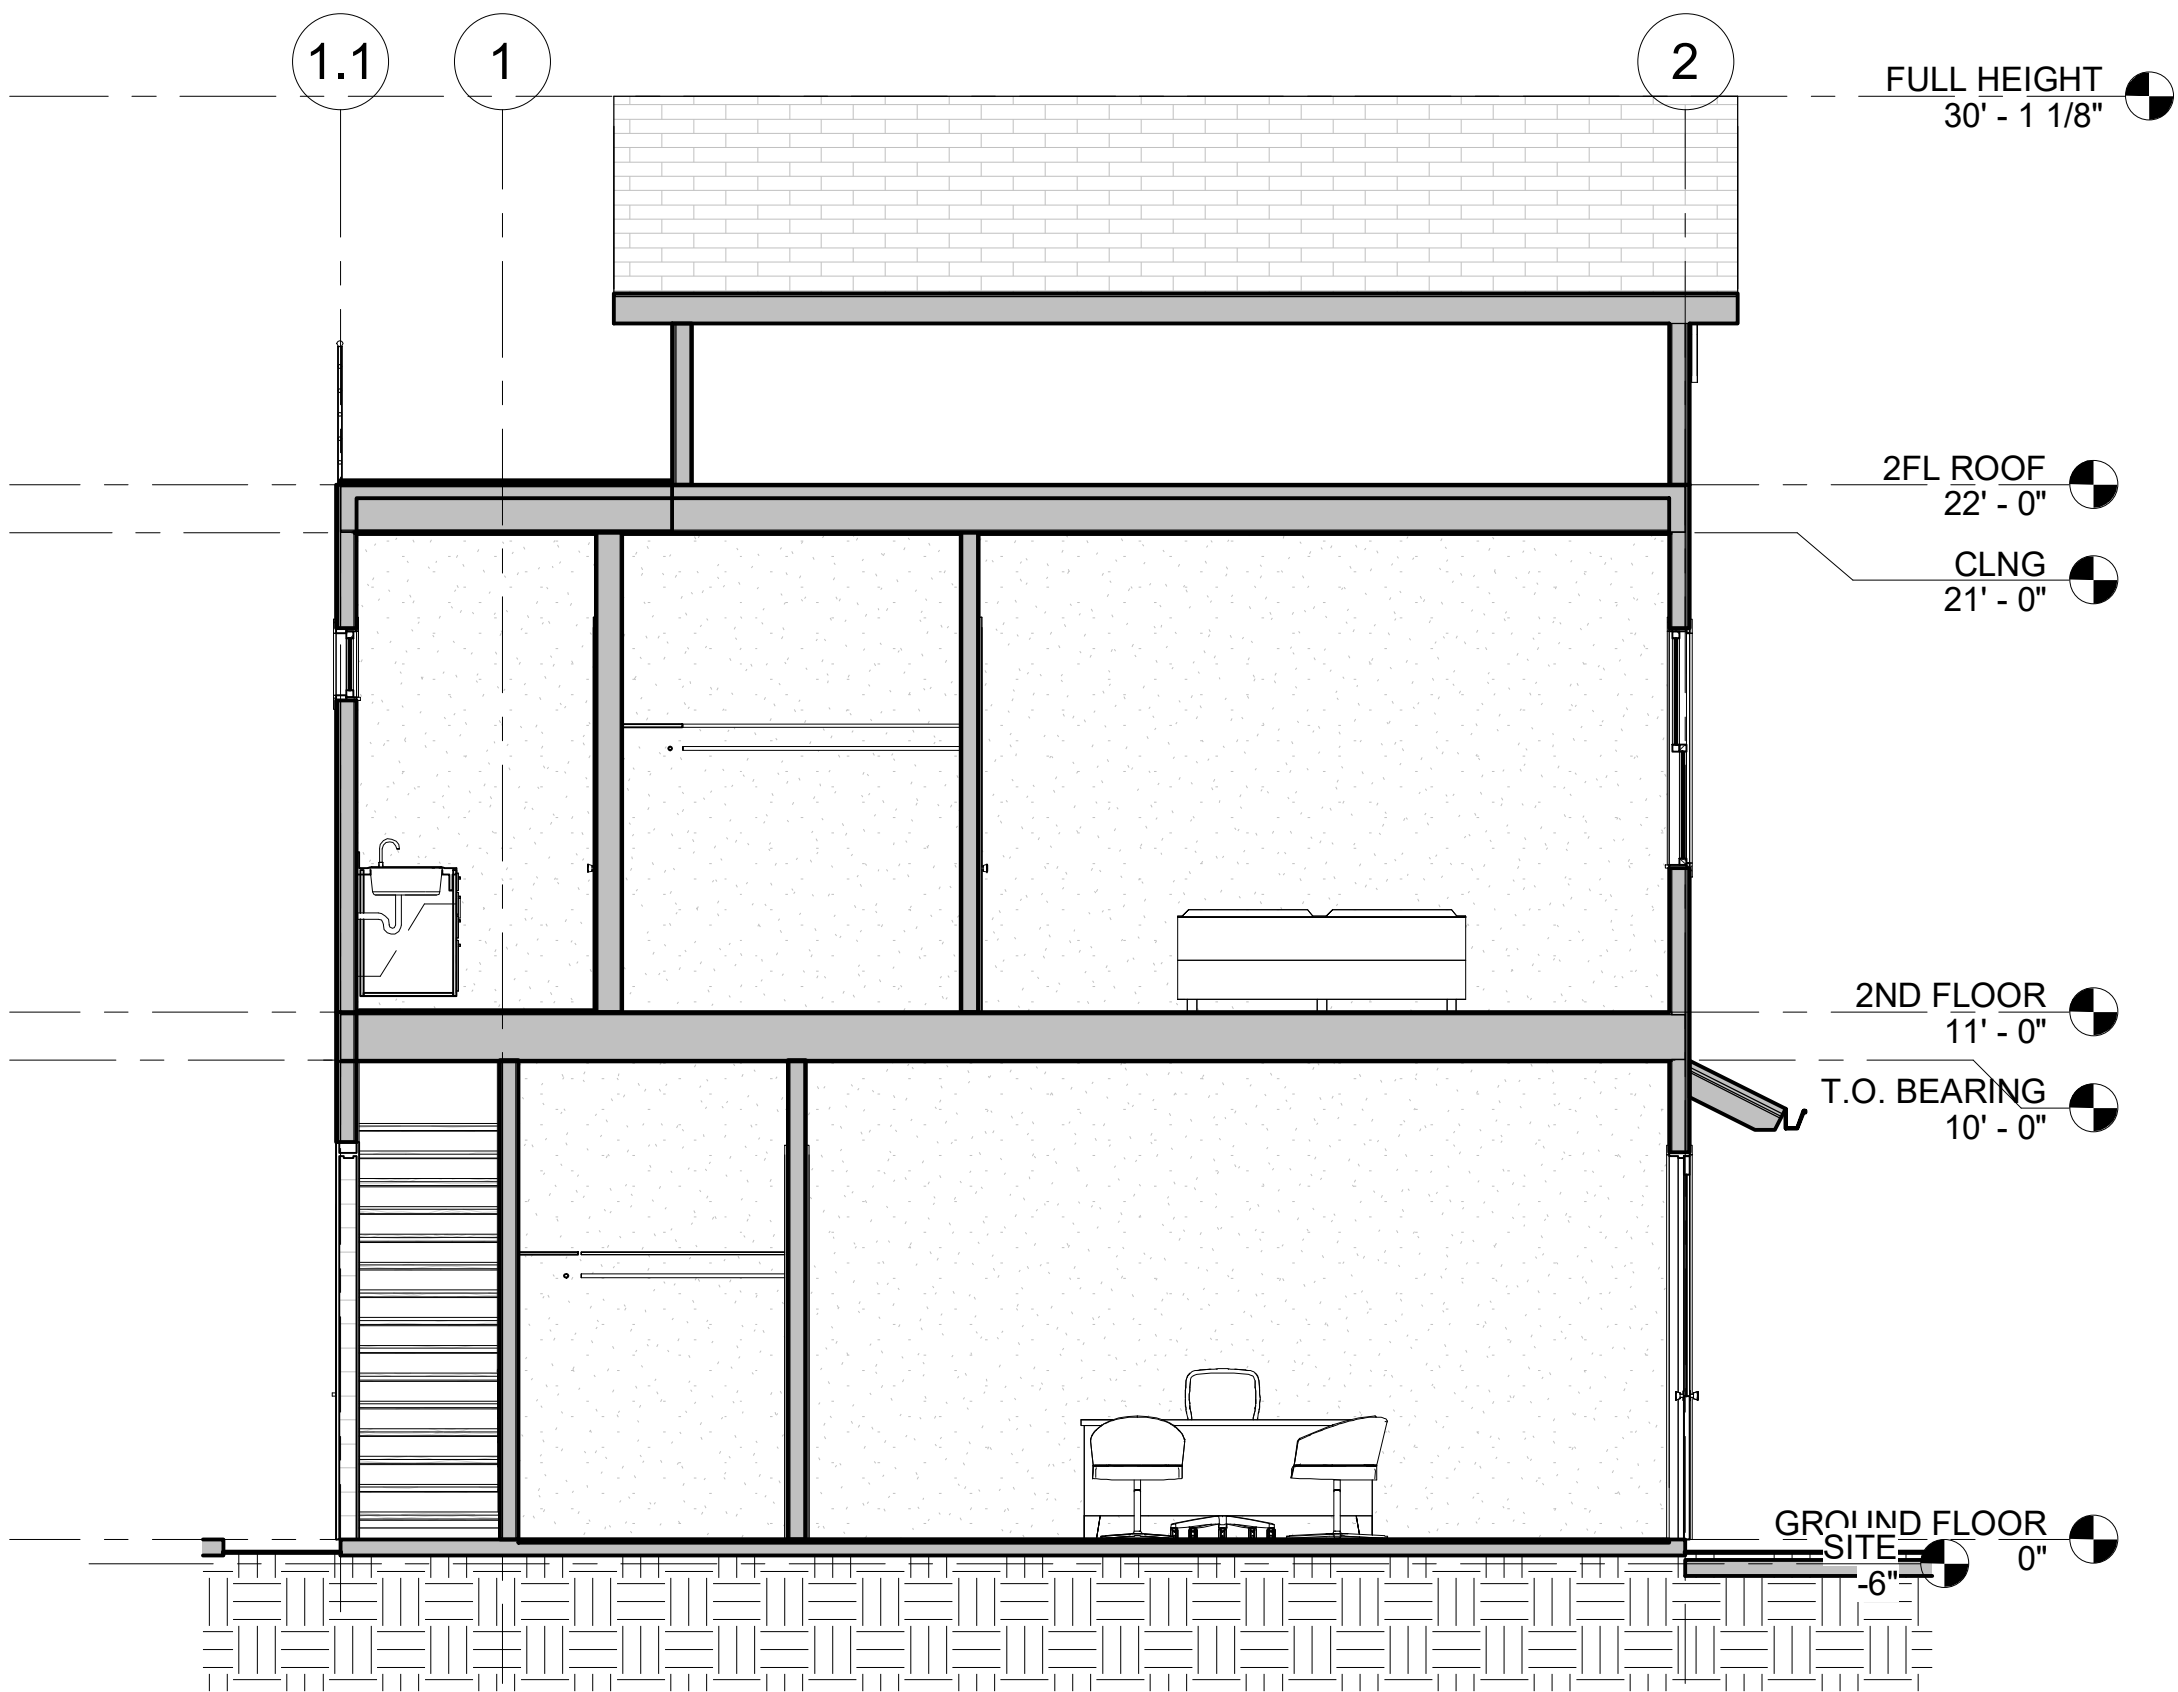 1.1
1
2
FULL HEIGHT
30' - 1 1/8"
2FL ROOF
22' - 0"
CLNG
21' - 0"
2ND FLOOR
11' - 0"
T.O. BEARING
10' - 0"
GROUND FLOOR
0"
SITE
-6"